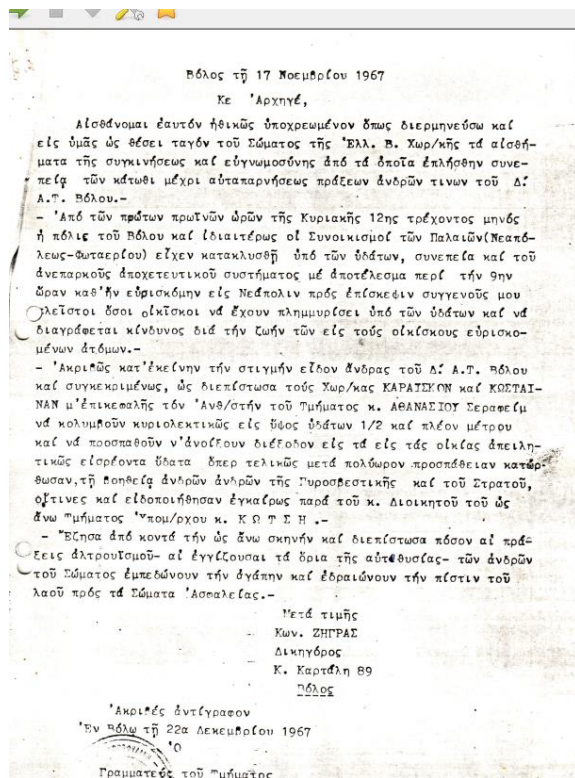 Βόλος τῇ 17 Νοεμβρίου 1967
Κε Ἀρχηγέ,
Αἰσθάνομαι ἑαυτόν ἠθικῶς ὑποχρεωμένον ὅπως διερμηνεύσω καί
εἰς ὑμᾶς ὡς θέσει ταγόν τοῦ Σώματος τῆς Ἑλλ. Β. Χωρ/κῆς τά αἰσθή-
ματα τῆς συγκινήσεως καί εὐγνωμοσύνης ἀπό τά ὁποῖα ἐπλήσθην συνε-
πείᾳ τῶν κάτωθι μέχρι αὐταπαρνήσεως πράξεων ἀνδρῶν τινων τοῦ Δ!
Α.Τ. Βόλου.-
- Ἀπό τῶν πρώτων πρωϊνῶν ὡρῶν τῆς Κυριακῆς 12ης τρέχοντος μηνός
ἡ πόλις τοῦ Βόλου καί ἰδιαιτέρως οἱ Συνοικισμοί τῶν Παλαιῶν(Νεαπό-
λεως-Φυταερίου) εἶχεν κατακλυσθῇ ὑπό τῶν ὑδάτων, συνεπεία καί τοῦ
ἀνεπαρκοῦς ἀποχετευτικοῦ συστήματος μέ ἀποτέλεσμα περί τήν 9ην
ὥραν καθ'ἥν εὑρισκόμην εἰς Νεάπολιν πρός ἐπίσκεψιν συγγενοῦς μου
πλεῖστοι ὅσοι οἰκίσκοι νά ἔχουν πλημμυρίσει ὑπό τῶν ὑδάτων καί νά
διαγράφεται κίνδυνος διά τήν ζωήν τῶν εἰς τούς οἰκίσκους εὑρισκο-
μένων ἀτόμων.-
- Ἀκριβῶς κατ'ἐκείνην τήν στιγμήν εἶδον ἄνδρας τοῦ Δ! Α.Τ. Βόλου
καί συγκεκριμένως, ὡς διεπίστωσα τούς Χωρ/κας ΚΑΡΑΙΣΚΟΝ καί ΚΩΣΤΑΙ-
ΝΑΝ μ'ἐπικεφαλῆς τόν Ἀνθ/στήν τοῦ Τμήματος κ. ΑΘΑΝΑΣΙΟΥ Σεραφείμ
νά κολυμβοῦν κυριολεκτικῶς εἰς ὕψος ὑδάτων 1/2 καί πλέον μέτρου
καί νά προσπαθοῦν ν'ἀνοίξουν διέξοδον εἰς τά εἰς τάς οἰκίας ἀπειλη-
τικῶς εἰσρέοντα ὕδατα ὅπερ τελικῶς μετά πολύωρον προσπάθειαν κατώρ-
θωσαν,τῇ βοηθείᾳ ἀνδρῶν ἀνδρῶν τῆς Πυροσβεστικῆς καί τοῦ Στρατοῦ,
οἵτινες καί εἰδοποιήθησαν ἐγκαίρως παρά τοῦ κ. Διοικητοῦ τοῦ ὡς
ἄνω Τμήματος Ὑπομ/ρχου κ. Κ Ω Τ Σ Η .-
- Ἔζησα ἀπό κοντά τήν ὡς ἄνω σκηνήν καί διεπίστωσα πόσον αἱ πρά-
ξεις ἀλτρουϊσμοῦ- αἱ ἐγγίζουσαι τά ὅρια τῆς αὐτοθυσίας- τῶν ἀνδρῶν
τοῦ Σώματος ἐμπεδώνουν τήν ἀγάπην καί ἑδραιώνουν τήν πίστιν τοῦ
λαοῦ πρός τά Σώματα Ἀσφαλείας.-
Μετά τιμῆς
Κων. ΖΗΓΡΑΣ
Δικηγόρος
Κ. Καρτάλη 89
Βόλος
Ἀκριβές ἀντίγραφον
Ἐν Βόλῳ τῇ 22α Δεκεμβρίου 1967
Ὁ
Γραμματεύς τοῦ Τμήματος